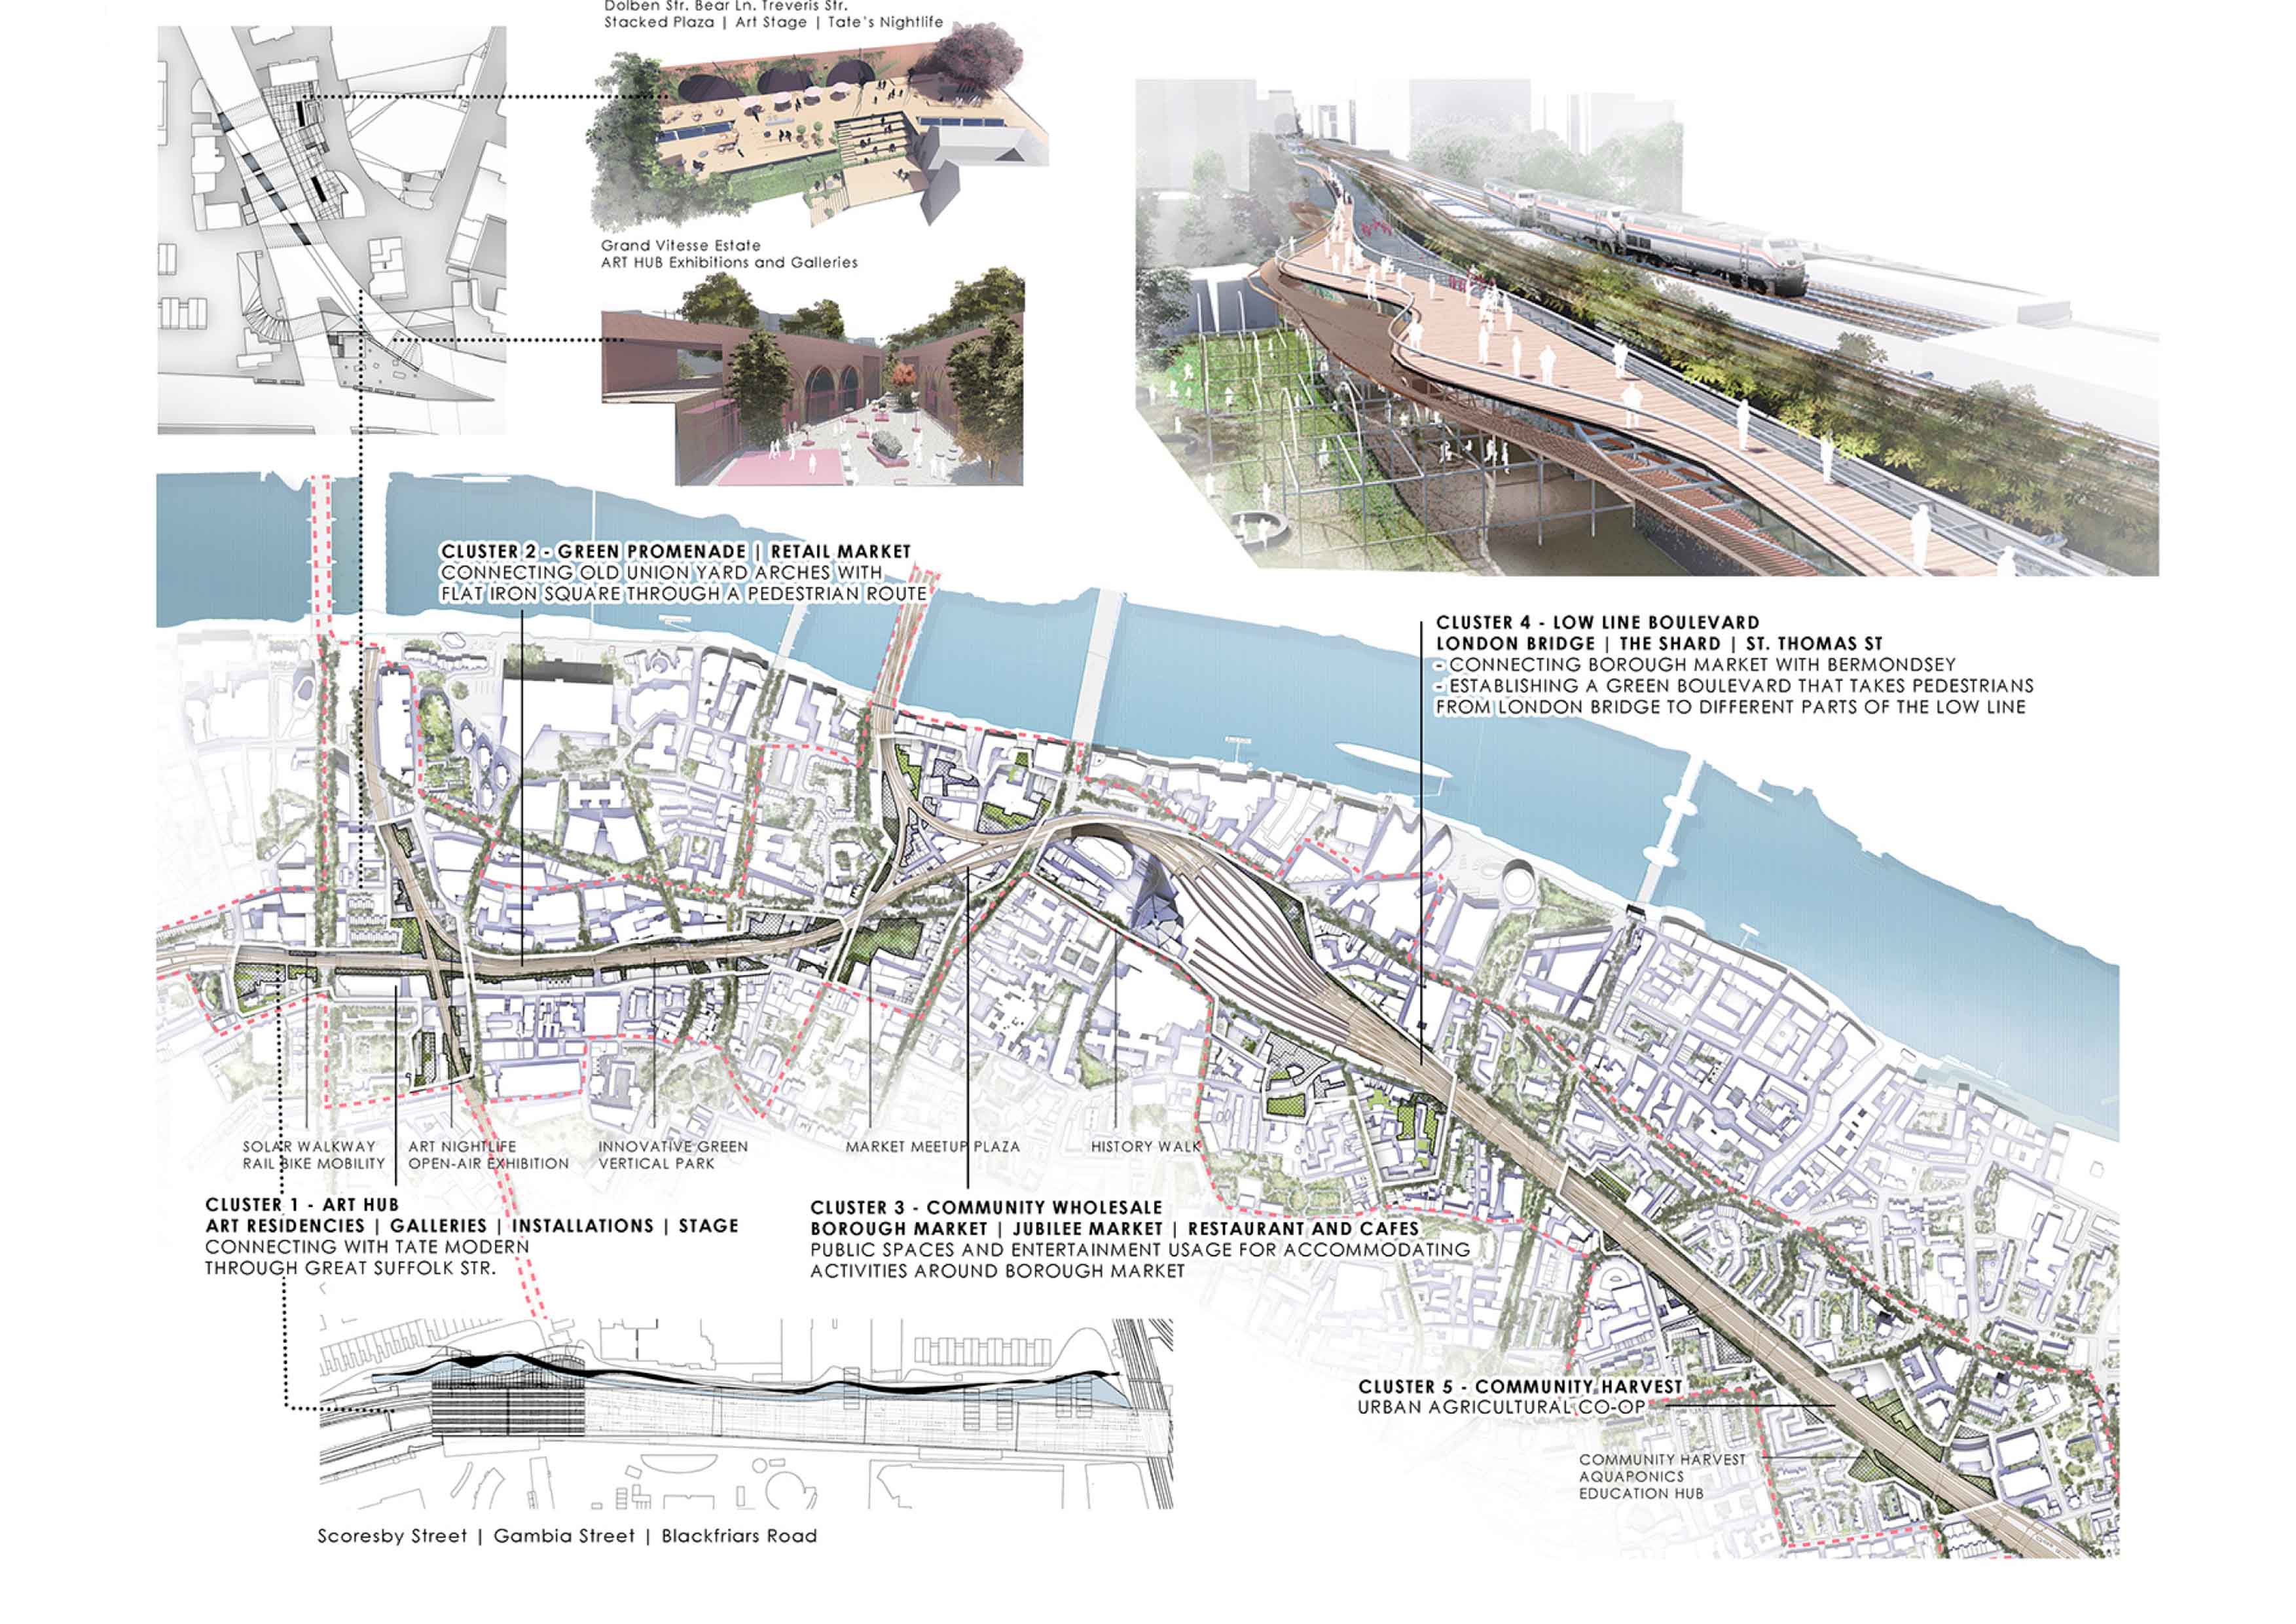 Dolben Str. Bear Ln. Treveris Str.
Stacked Plaza | Art Stage | Tate's Nightlife
Grand Vitesse Estate
ART HUB Exhibitions and Galleries
CLUSTER 2 - GREEN PROMENADE | RETAIL MARKET
CONNECTING OLD UNION YARD ARCHES WITH
FLAT IRON SQUARE THROUGH A PEDESTRIAN ROUTE
CLUSTER 4 - LOW LINE BOULEVARD
LONDON BRIDGE | THE SHARD | ST. THOMAS ST
- CONNECTING BOROUGH MARKET WITH BERMONDSEY
- ESTABLISHING A GREEN BOULEVARD THAT TAKES PEDESTRIANS
FROM LONDON BRIDGE TO DIFFERENT PARTS OF THE LOW LINE
SOLAR WALKWAY
RAIL BIKE MOBILITY
ART NIGHTLIFE
OPEN-AIR EXHIBITION
INNOVATIVE GREEN
VERTICAL PARK
MARKET MEETUP PLAZA
HISTORY WALK
CLUSTER 1 - ART HUB
ART RESIDENCIES | GALLERIES | INSTALLATIONS | STAGE
CONNECTING WITH TATE MODERN
THROUGH GREAT SUFFOLK STR.
CLUSTER 3 - COMMUNITY WHOLESALE
BOROUGH MARKET | JUBILEE MARKET | RESTAURANT AND CAFES
PUBLIC SPACES AND ENTERTAINMENT USAGE FOR ACCOMMODATING
ACTIVITIES AROUND BOROUGH MARKET
CLUSTER 5 - COMMUNITY HARVEST
URBAN AGRICULTURAL CO-OP
COMMUNITY HARVEST
AQUAPONICS
EDUCATION HUB
Scoresby Street | Gambia Street | Blackfriars Road